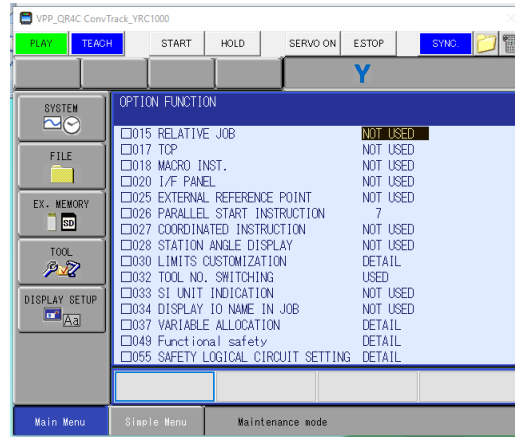 VPP_QR4C ConvTrack_YRC1000
PLAY TEACH START HOLD SERVO ON E.STOP SYNC.
Y
SYSTEM
FILE
EX. MEMORY
SD
TOOL
DISPLAY SETUP
Aa
OPTION FUNCTION
015 RELATIVE JOB NOT USED
017 TCP NOT USED
018 MACRO INST. NOT USED
020 I/F PANEL NOT USED
025 EXTERNAL REFERENCE POINT NOT USED
026 PARALLEL START INSTRUCTION 7
027 COORDINATED INSTRUCTION NOT USED
028 STATION ANGLE DISPLAY NOT USED
030 LIMITS CUSTOMIZATION DETAIL
032 TOOL NO. SWITCHING USED
033 SI UNIT INDICATION NOT USED
034 DISPLAY IO NAME IN JOB NOT USED
037 VARIABLE ALLOCATION DETAIL
049 Functional safety DETAIL
055 SAFETY LOGICAL CIRCUIT SETTING DETAIL
Main Menu Simple Menu Maintenance mode